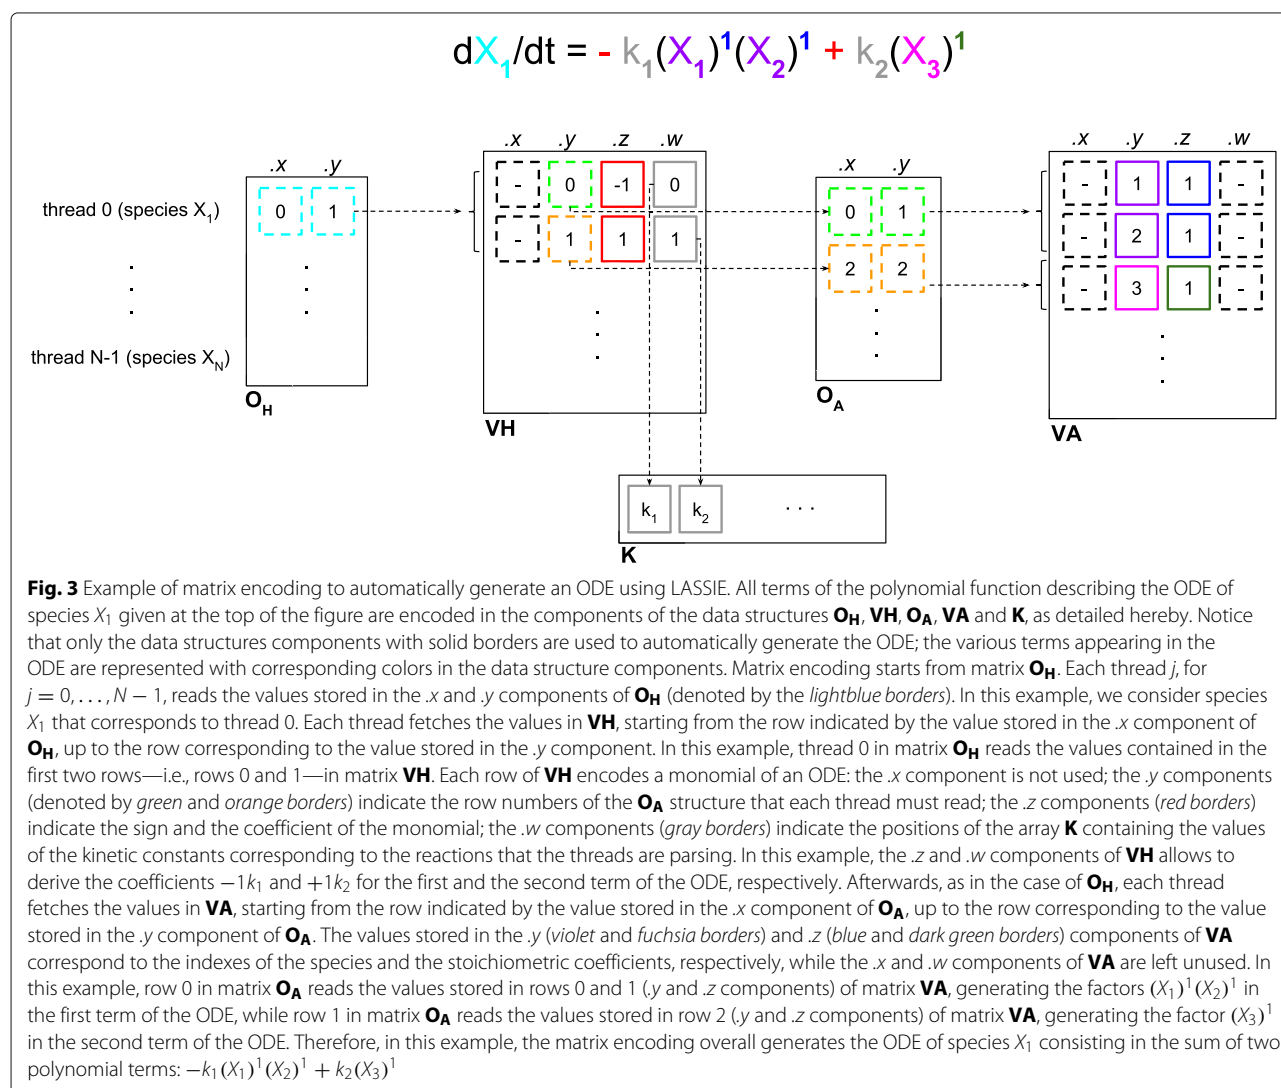 dX₁/dt = - k₁(X₁)¹(X₂)¹ + k₂(X₃)¹
.x .y .z .w
.x .y .z .w
.x .y
.x .y
- 0 -1 0
- 1 1 -
thread 0 (species X₁)
0 1
0 1
- 1 1 1
- 2 1 -
2 2
- 3 1 -
thread N-1 (species X_N)
O_H
O_A
VH
VA
k₁ k₂ . . .
K
Fig. 3 Example of matrix encoding to automatically generate an ODE using LASSIE. All terms of the polynomial function describing the ODE of
species X₁ given at the top of the figure are encoded in the components of the data structures O_H, VH, O_A, VA and K, as detailed hereby. Notice
that only the data structures components with solid borders are used to automatically generate the ODE; the various terms appearing in the
ODE are represented with corresponding colors in the data structure components. Matrix encoding starts from matrix O_H. Each thread j, for
j = 0, . . . , N − 1, reads the values stored in the .x and .y components of O_H (denoted by the lightblue borders). In this example, we consider species
X₁ that corresponds to thread 0. Each thread fetches the values in VH, starting from the row indicated by the value stored in the .x component of
O_H, up to the row corresponding to the value stored in the .y component. In this example, thread 0 in matrix O_H reads the values contained in the
first two rows—i.e., rows 0 and 1—in matrix VH. Each row of VH encodes a monomial of an ODE: the .x component is not used; the .y components
(denoted by green and orange borders) indicate the row numbers of the O_A structure that each thread must read; the .z components (red borders)
indicate the sign and the coefficient of the monomial; the .w components (gray borders) indicate the positions of the array K containing the values
of the kinetic constants corresponding to the reactions that the threads are parsing. In this example, the .z and .w components of VH allows to
derive the coefficients −1k₁ and +1k₂ for the first and the second term of the ODE, respectively. Afterwards, as in the case of O_H, each thread
fetches the values in VA, starting from the row indicated by the value stored in the .x component of O_A, up to the row corresponding to the value
stored in the .y component of O_A. The values stored in the .y (violet and fuchsia borders) and .z (blue and dark green borders) components of VA
correspond to the indexes of the species and the stoichiometric coefficients, respectively, while the .x and .w components of VA are left unused. In
this example, row 0 in matrix O_A reads the values stored in rows 0 and 1 (.y and .z components) of matrix VA, generating the factors (X₁)¹(X₂)¹ in
the first term of the ODE, while row 1 in matrix O_A reads the values stored in row 2 (.y and .z components) of matrix VA, generating the factor (X₃)¹
in the second term of the ODE. Therefore, in this example, the matrix encoding overall generates the ODE of species X₁ consisting in the sum of two
polynomial terms: −k₁(X₁)¹(X₂)¹ + k₂(X₃)¹